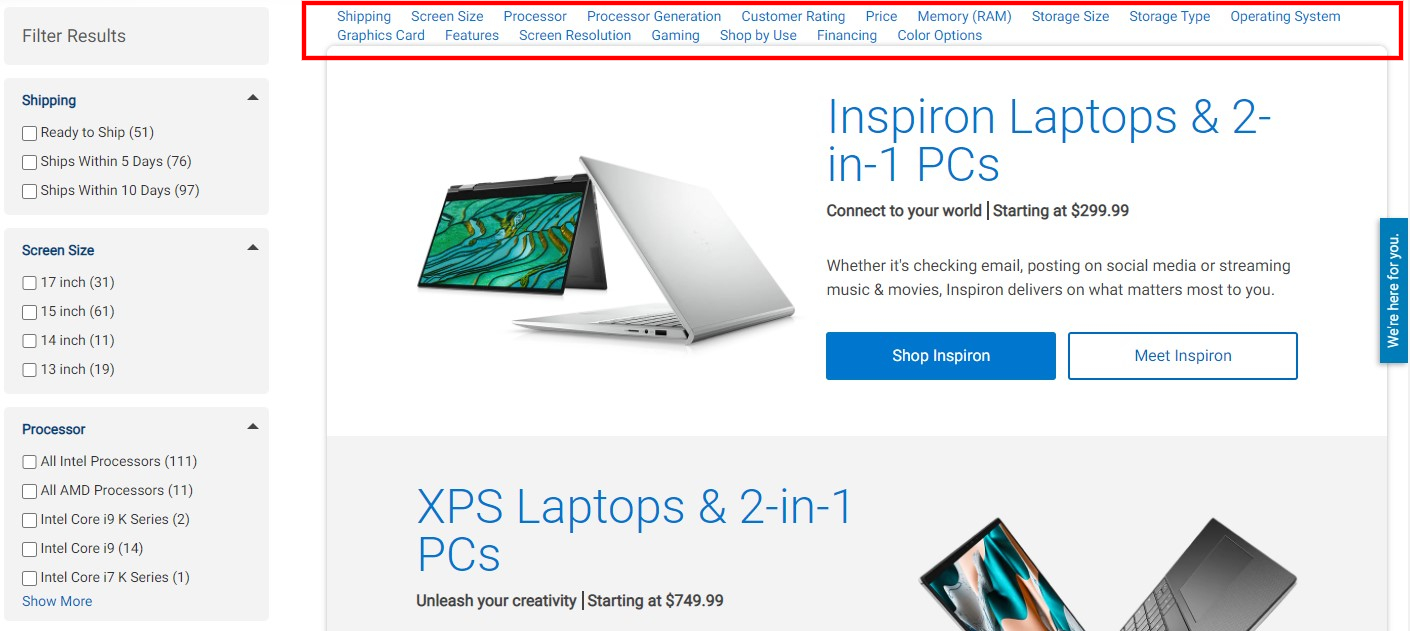 Filter Results
Shipping
Ready to Ship (51)
Ships Within 5 Days (76)
Ships Within 10 Days (97)
Screen Size
17 inch (31)
15 inch (61)
14 inch (11)
13 inch (19)
Processor
All Intel Processors (111)
All AMD Processors (11)
Intel Core i9 K Series (2)
Intel Core i9 (14)
Intel Core i7 K Series (1)
Show More
Shipping Screen Size Processor Processor Generation Customer Rating Price Memory (RAM) Storage Size Storage Type Operating System
Graphics Card Features Screen Resolution Gaming Shop by Use Financing Color Options
Inspiron Laptops & 2-
in-1 PCs
Connect to your world | Starting at $299.99
Whether it's checking email, posting on social media or streaming
music & movies, Inspiron delivers on what matters most to you.
Shop Inspiron Meet Inspiron
XPS Laptops & 2-in-1
PCs
Unleash your creativity | Starting at $749.99
We're here for you.